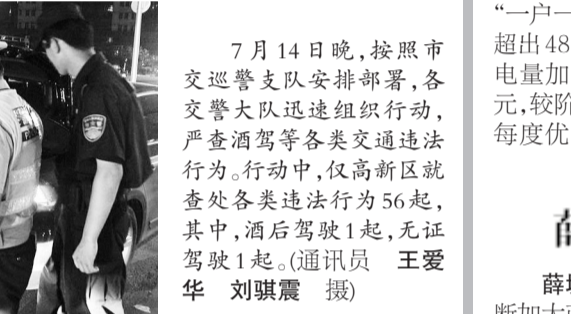 7月14日晚，按照市
交巡警支队安排部署，各
交警大队迅速组织行动，
严查酒驾等各类交通违法
行为。行动中，仅高新区就
查处各类违法行为56起，
其中，酒后驾驶1起，无证
驾驶1起。(通讯员 王爱
华 刘骐震 摄)
“一户一
超出48
电量加
元，较阶
每度优
薛